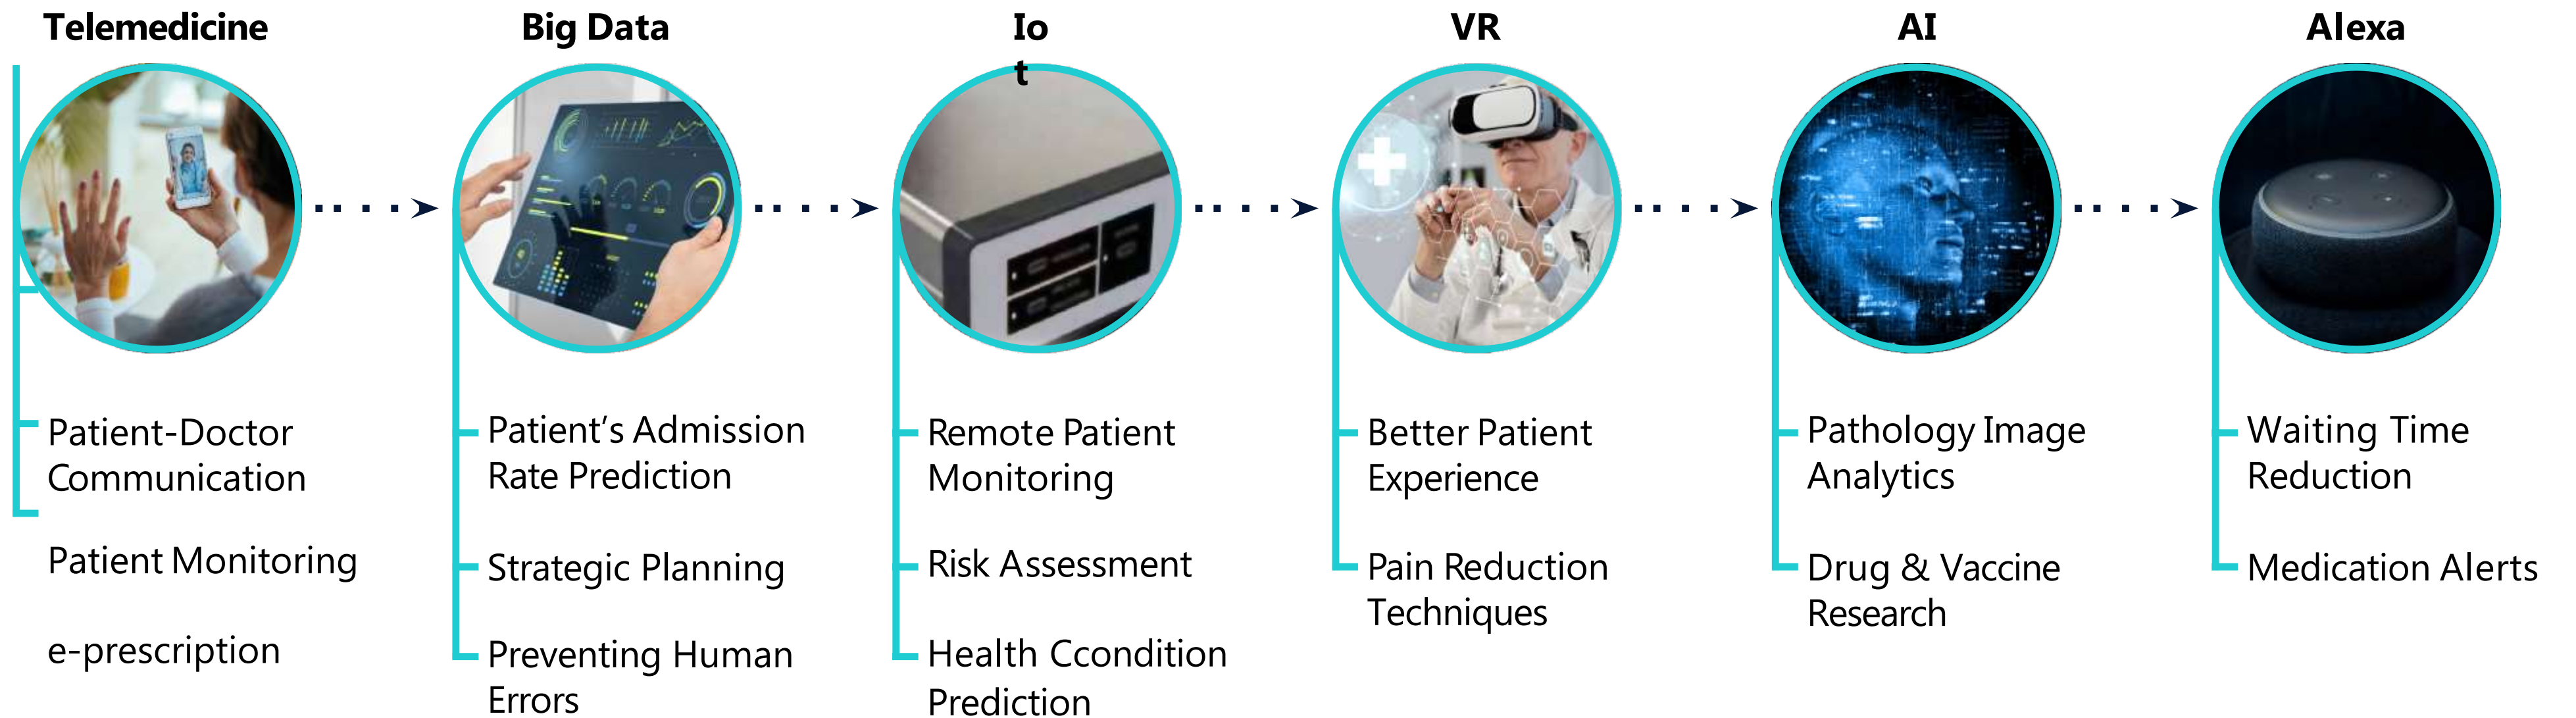 Telemedicine
Patient-Doctor
Communication
Patient Monitoring
e-prescription
Big Data
Patient's Admission
Rate Prediction
Strategic Planning
Preventing Human
Errors
Io
t
Remote Patient
Monitoring
Risk Assessment
Health Ccondition
Prediction
VR
Better Patient
Experience
Pain Reduction
Techniques
AI
Pathology Image
Analytics
Drug & Vaccine
Research
Alexa
Waiting Time
Reduction
Medication Alerts